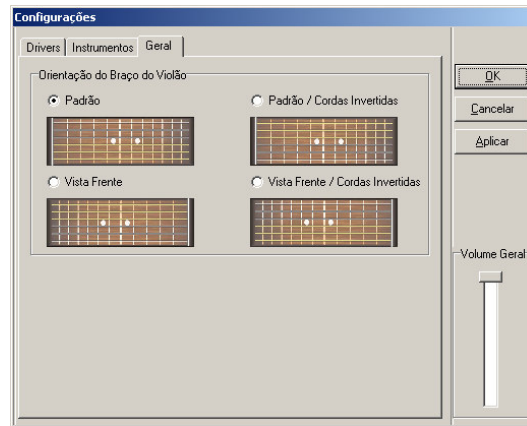 Configurações
Drivers Instrumentos Geral
Orientação do Braço do Violão
Padrão
Padrão / Cordas Invertidas
Vista Frente
Vista Frente / Cordas Invertidas
OK
Cancelar
Aplicar
Volume Geral